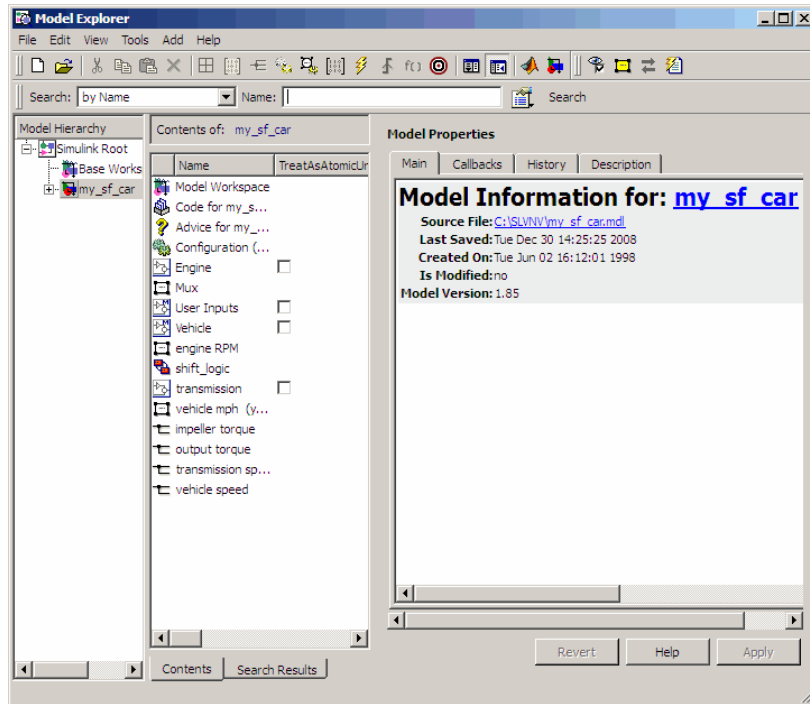 Model Explorer
File Edit View Tools Add Help
Search: by Name Name: Search
Model Hierarchy
Simulink Root
Base Works
my_sf_car
Contents of: my_sf_car
Name TreatAsAtomicUr
Model Workspace
Code for my_s...
Advice for my_...
Configuration (...
Engine
Mux
User Inputs
Vehicle
engine RPM
shift_logic
transmission
vehicle mph (y...
impeller torque
output torque
transmission sp...
vehicle speed
Contents Search Results
Model Properties
Main Callbacks History Description
Model Information for: my_sf_car
Source File: C:\SLVNV\my_sf_car.mdl
Last Saved: Tue Dec 30 14:25:25 2008
Created On: Tue Jun 02 16:12:01 1998
Is Modified: no
Model Version: 1.85
Revert Help Apply